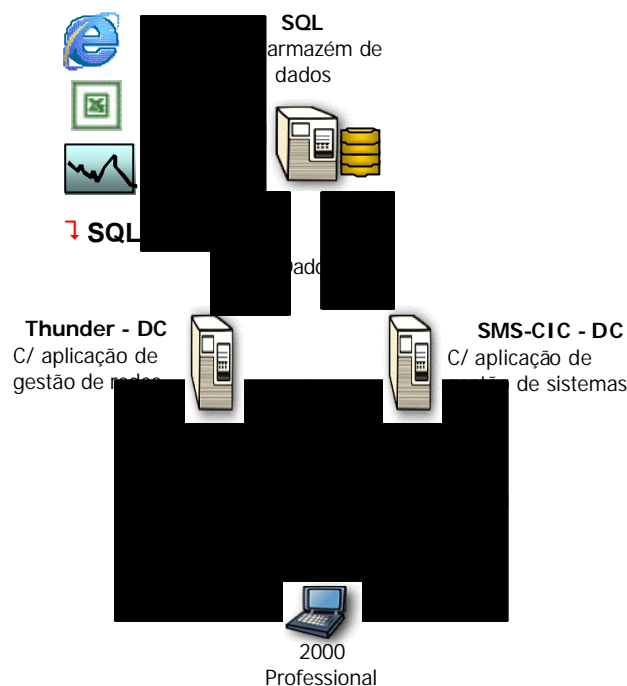 SQL
armazém de
dados
SQL
Thunder - DC
C/ aplicação de
gestão de redes
SMS-CIC - DC
C/ aplicação de
gestão de sistemas
2000
Professional